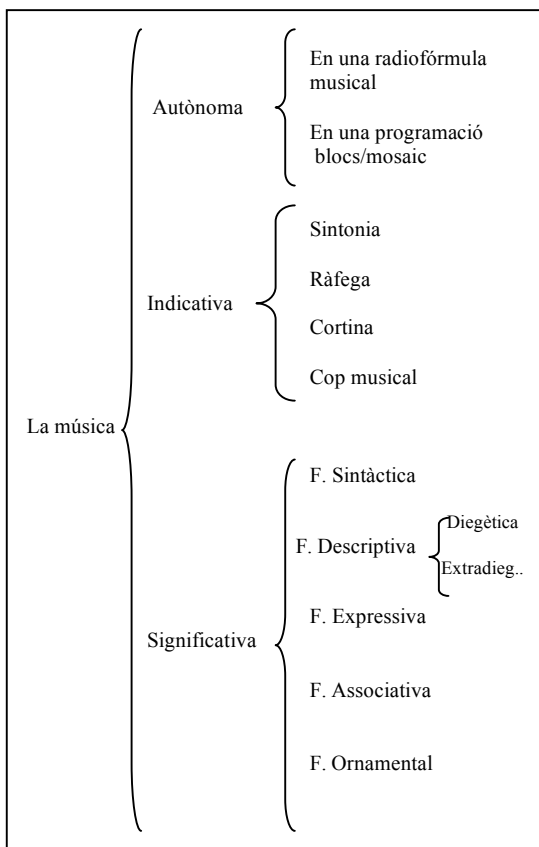 En una radiofórmula
musical
Autònoma
En una programació
blocs/mosaic
Sintonia
Ràfega
Indicativa
Cortina
Cop musical
La música
F. Sintàctica
Diegètica
F. Descriptiva
Extradieg..
F. Expressiva
Significativa
F. Associativa
F. Ornamental